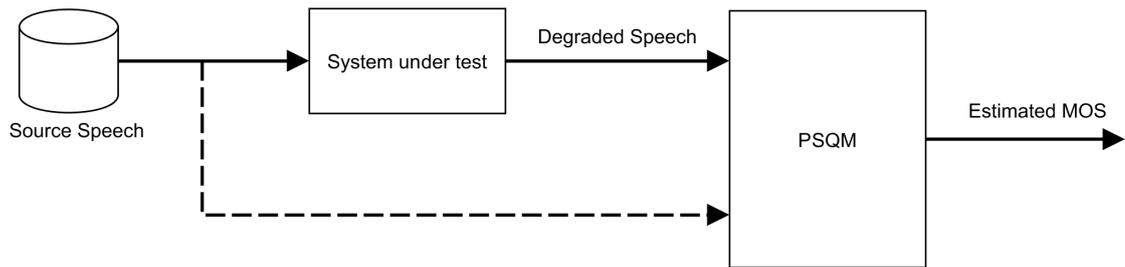 Source Speech
System under test
Degraded Speech
PSQM
Estimated MOS